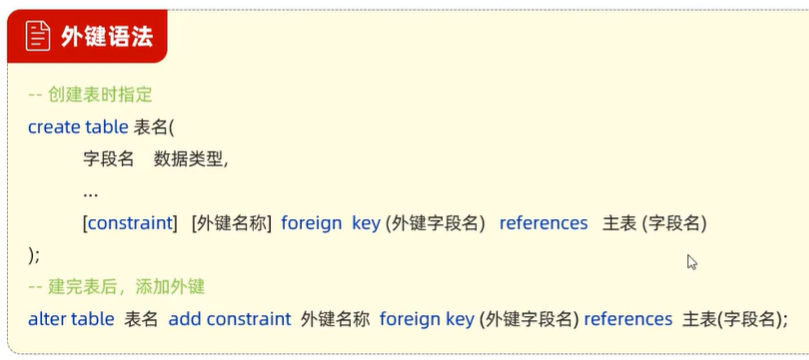 外键语法
-- 创建表时指定
create table 表名(
字段名 数据类型,
...
[constraint] [外键名称] foreign key (外键字段名) references 主表 (字段名)
);
-- 建完表后，添加外键
alter table 表名 add constraint 外键名称 foreign key (外键字段名) references 主表(字段名);